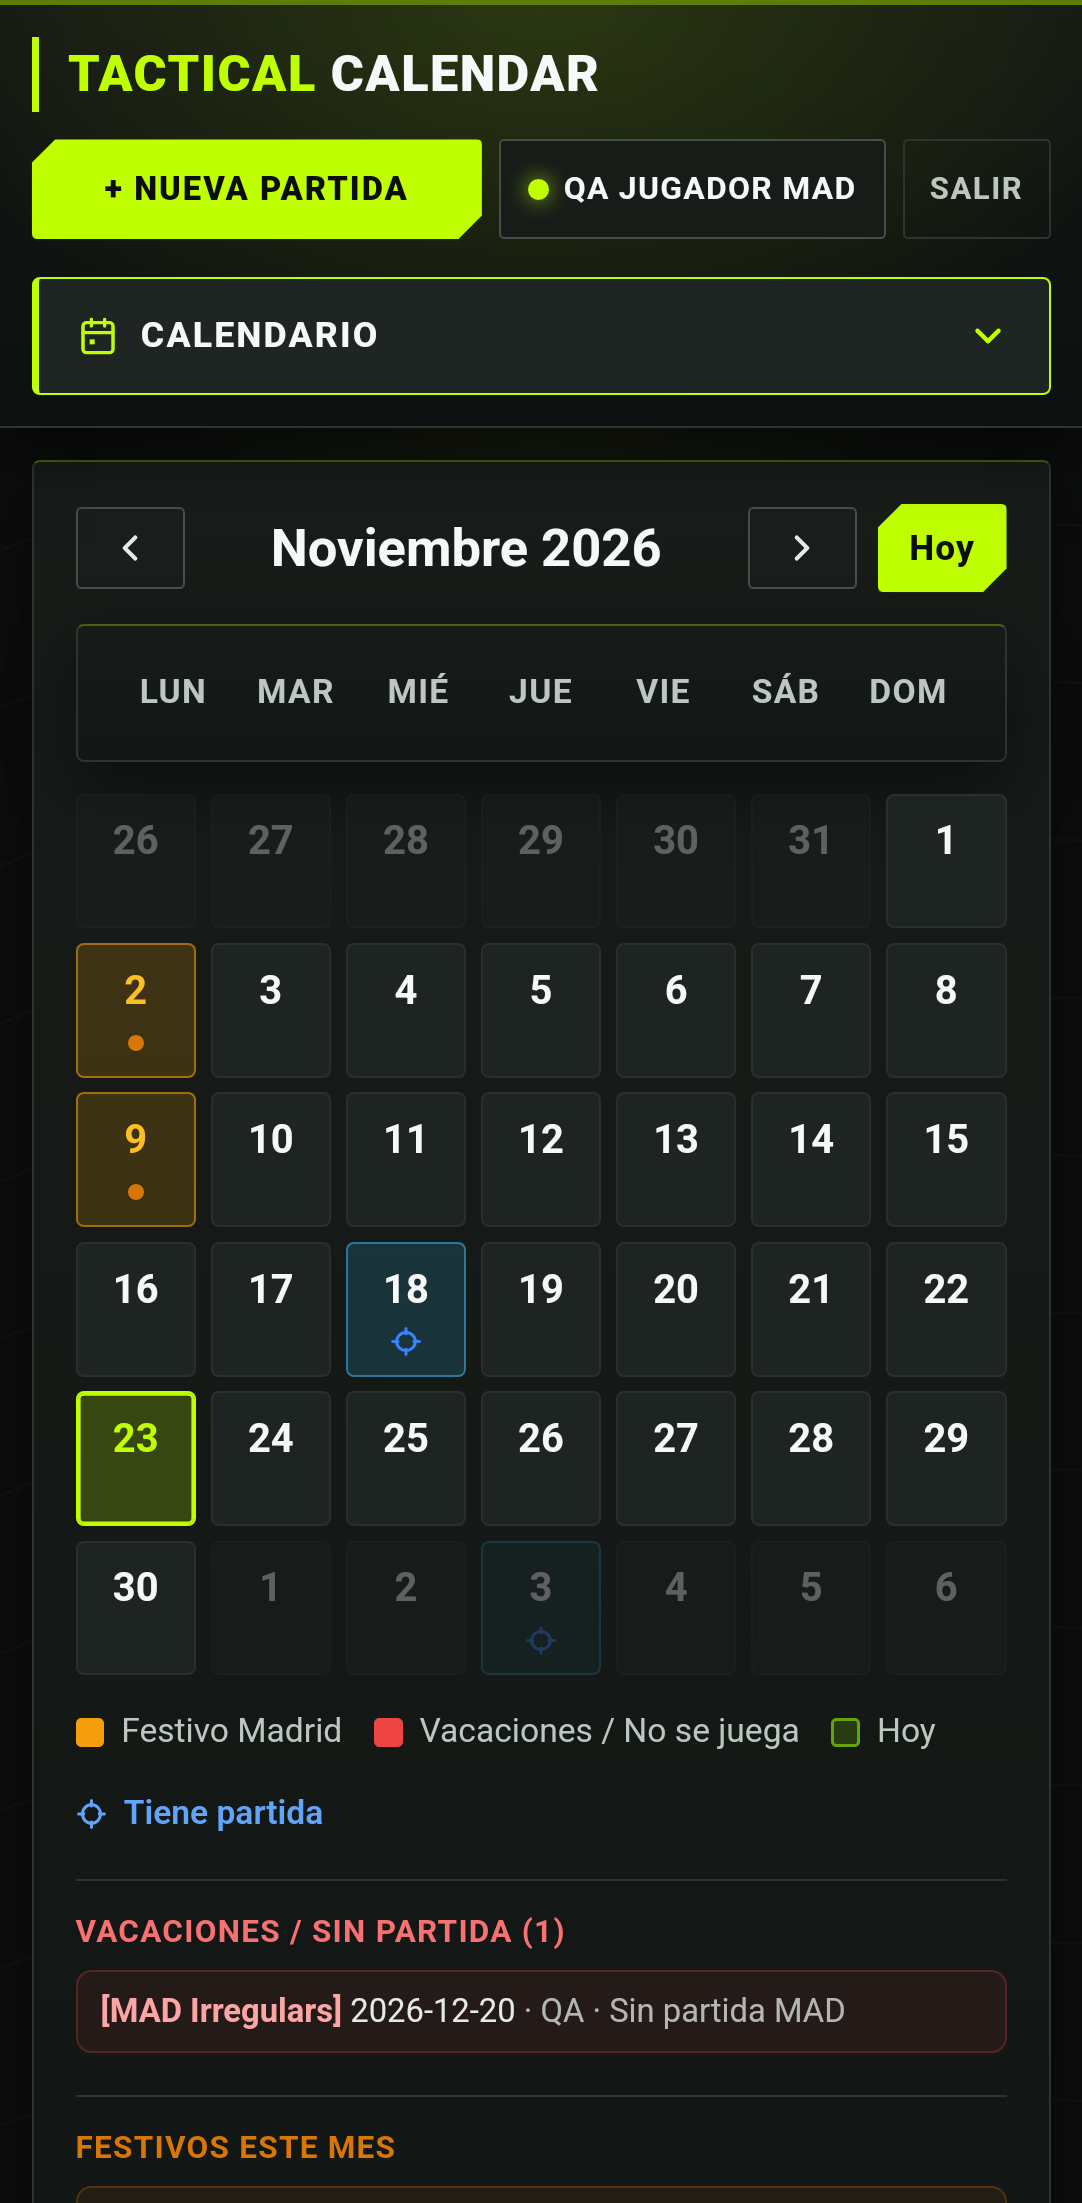 TACTICAL CALENDAR
+ NUEVA PARTIDA QA JUGADOR MAD SALIR
CALENDARIO
Noviembre 2026 Hoy
LUN MAR MIÉ JUE VIE SÁB DOM
26 27 28 29 30 31 1
2 3 4 5 6 7 8
9 10 11 12 13 14 15
16 17 18 19 20 21 22
23 24 25 26 27 28 29
30 1 2 3 4 5 6
Festivo Madrid Vacaciones / No se juega Hoy
Tiene partida
VACACIONES / SIN PARTIDA (1)
[MAD Irregulars] 2026-12-20 · QA · Sin partida MAD
FESTIVOS ESTE MES